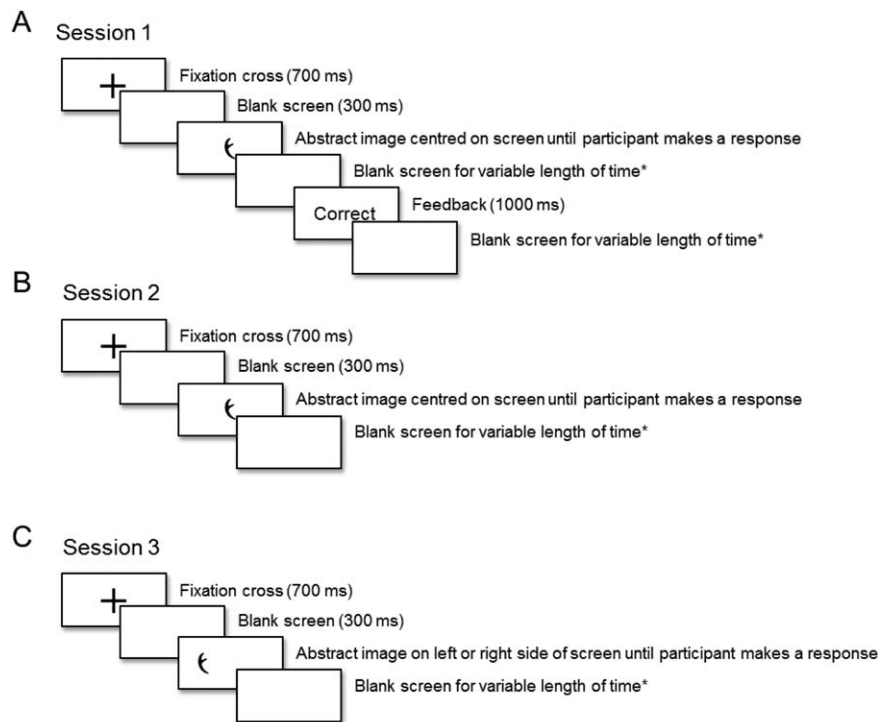 A
Session 1
Fixation cross (700 ms)
Blank screen (300 ms)
Abstract image centred on screen until participant makes a response
Blank screen for variable length of time*
Feedback (1000 ms)
Correct
Blank screen for variable length of time*
B
Session 2
Fixation cross (700 ms)
Blank screen (300 ms)
Abstract image centred on screen until participant makes a response
Blank screen for variable length of time*
C
Session 3
Fixation cross (700 ms)
Blank screen (300 ms)
Abstract image on left or right side of screen until participant makes a response
Blank screen for variable length of time*